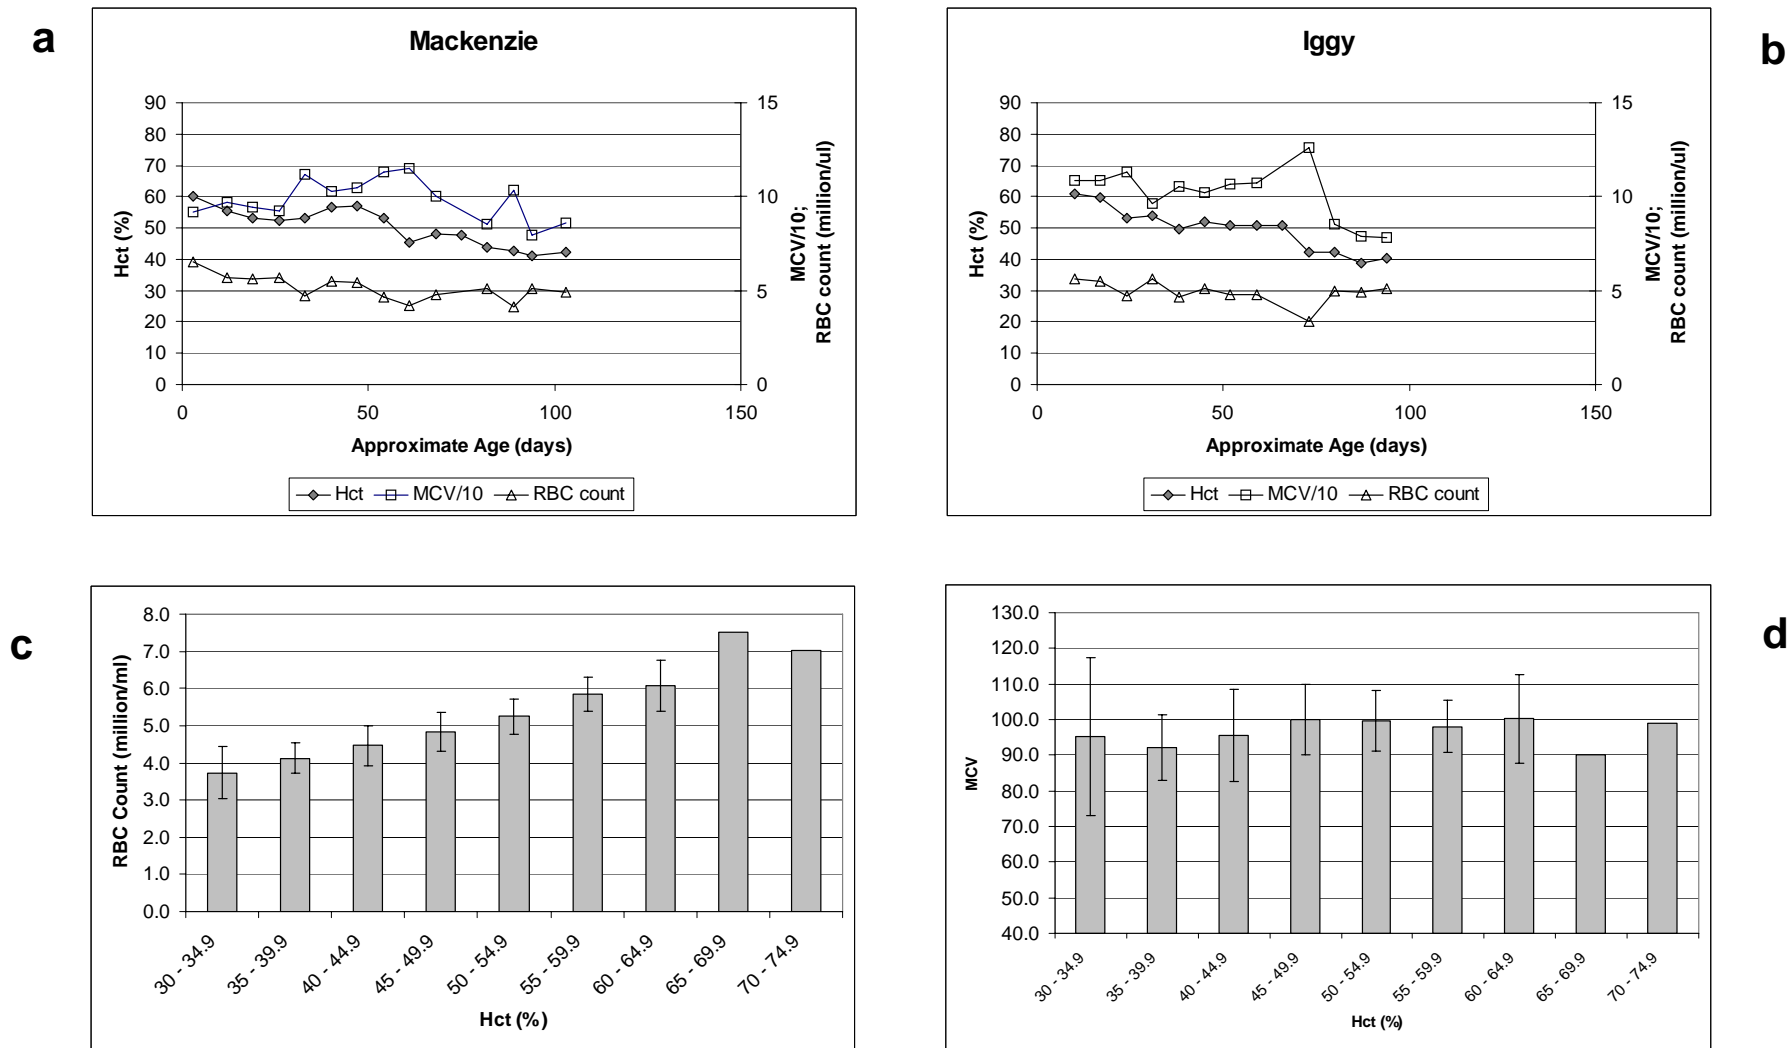 a
Mackenzie
90
80
70
60
50
40
30
20
10
0
Hct (%)
15
10
5
0
MCV/10;
RBC count (million/ul)
0 50 100 150
Approximate Age (days)
Hct MCV/10 RBC count
b
Iggy
90
80
70
60
50
40
30
20
10
0
Hct (%)
15
10
5
0
MCV/10;
RBC count (million/ul)
0 50 100 150
Approximate Age (days)
Hct MCV/10 RBC count
c
8.0
7.0
6.0
5.0
4.0
3.0
2.0
1.0
0.0
RBC Count (million/ml)
30 - 34.9 35 - 39.9 40 - 44.9 45 - 49.9 50 - 54.9 55 - 59.9 60 - 64.9 65 - 69.9 70 - 74.9
Hct (%)
d
130.0
120.0
110.0
100.0
90.0
80.0
70.0
60.0
50.0
40.0
MCV
30 - 34.9 35 - 39.9 40 - 44.9 45 - 49.9 50 - 54.9 55 - 59.9 60 - 64.9 65 - 69.9 70 - 74.9
Hct (%)